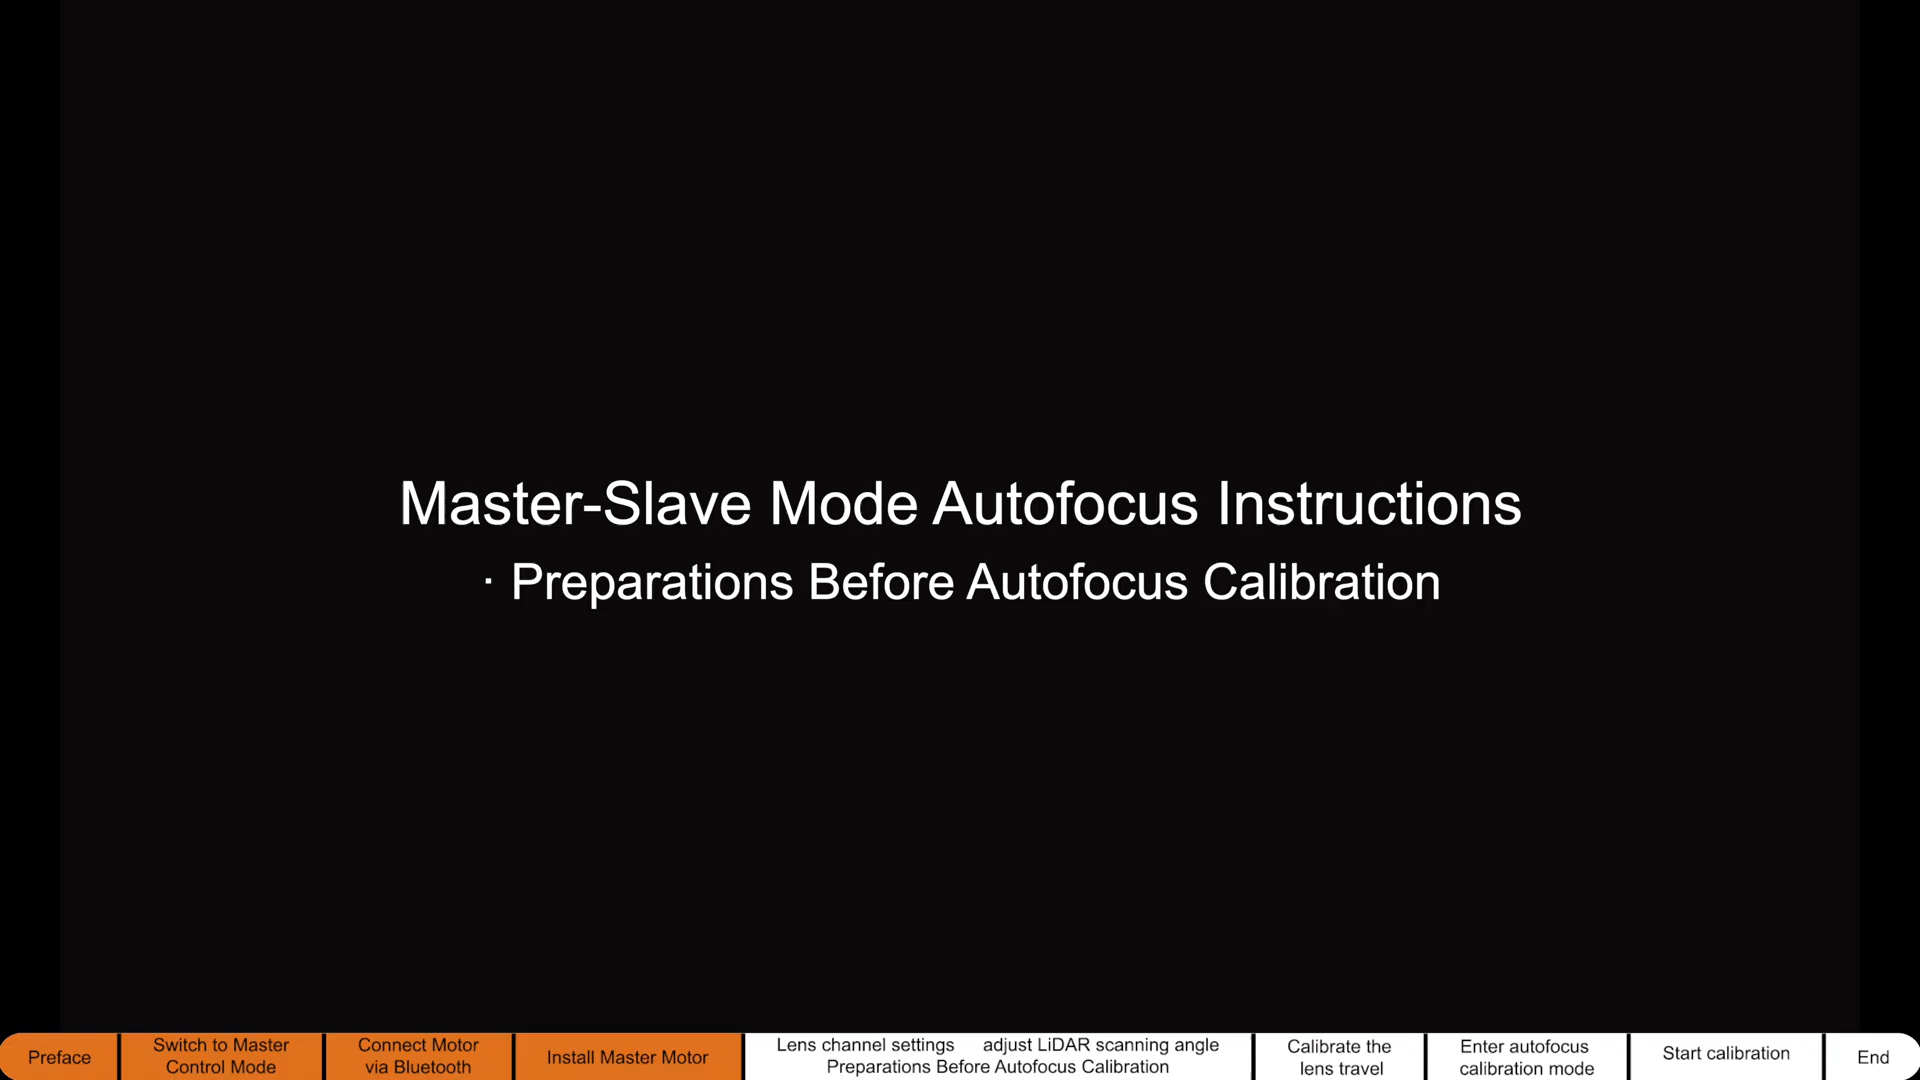 Master-Slave Mode Autofocus Instructions
· Preparations Before Autofocus Calibration
Preface
Switch to Master
Control Mode
Connect Motor
via Bluetooth
Install Master Motor
Lens channel settings adjust LiDAR scanning angle
Preparations Before Autofocus Calibration
Calibrate the
lens travel
Enter autofocus
calibration mode
Start calibration
End